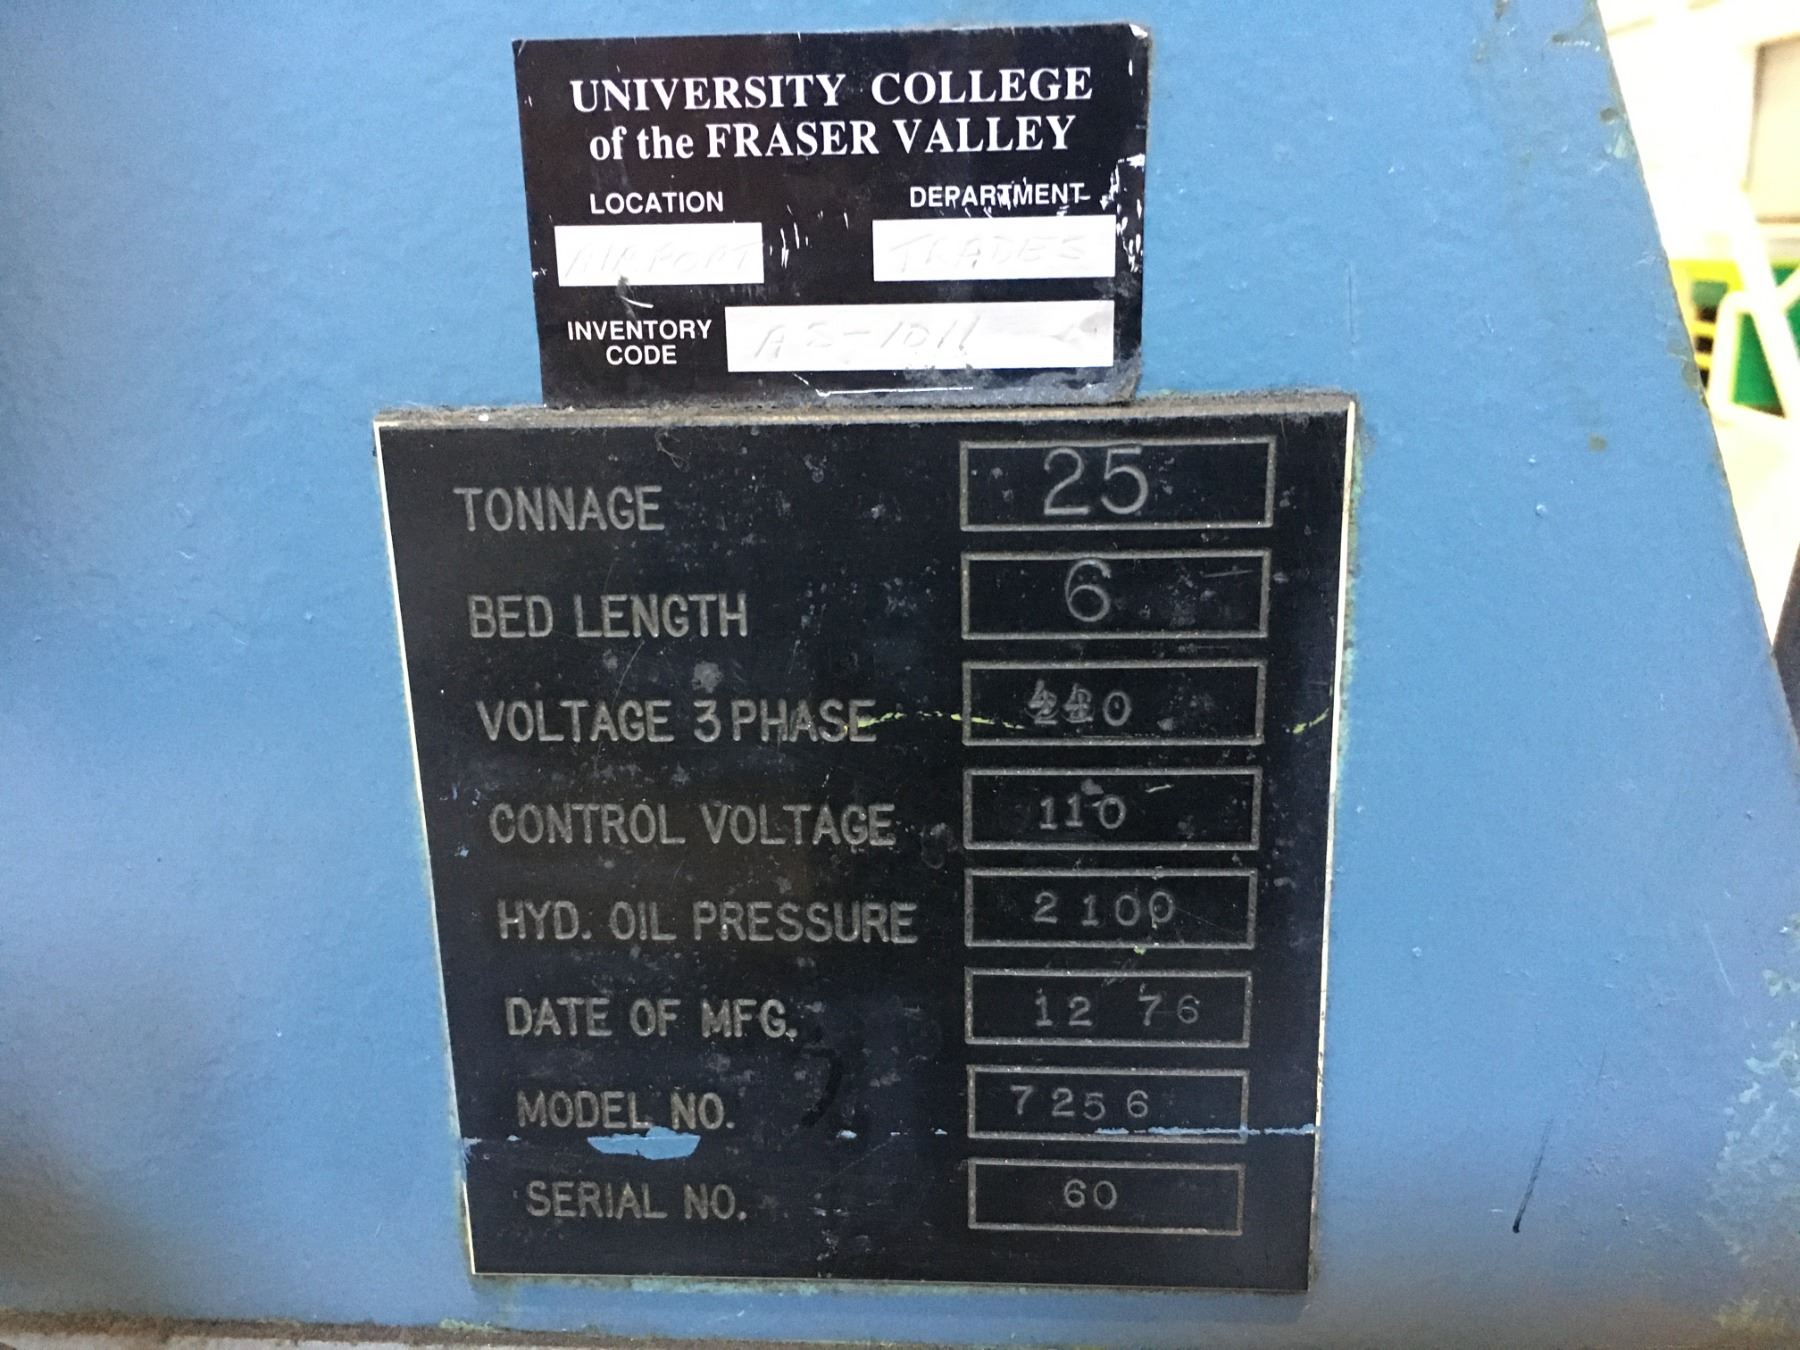 UNIVERSITY COLLEGE
of the FRASER VALLEY
LOCATION DEPARTMENT
AIRPORT TRADES
INVENTORY
CODE AS-1011
TONNAGE 25
BED LENGTH 6
VOLTAGE 3 PHASE
CONTROL VOLTAGE 110
HYD. OIL PRESSURE 2100
DATE OF MFG. 12 76
MODEL NO. 7256
SERIAL NO. 60